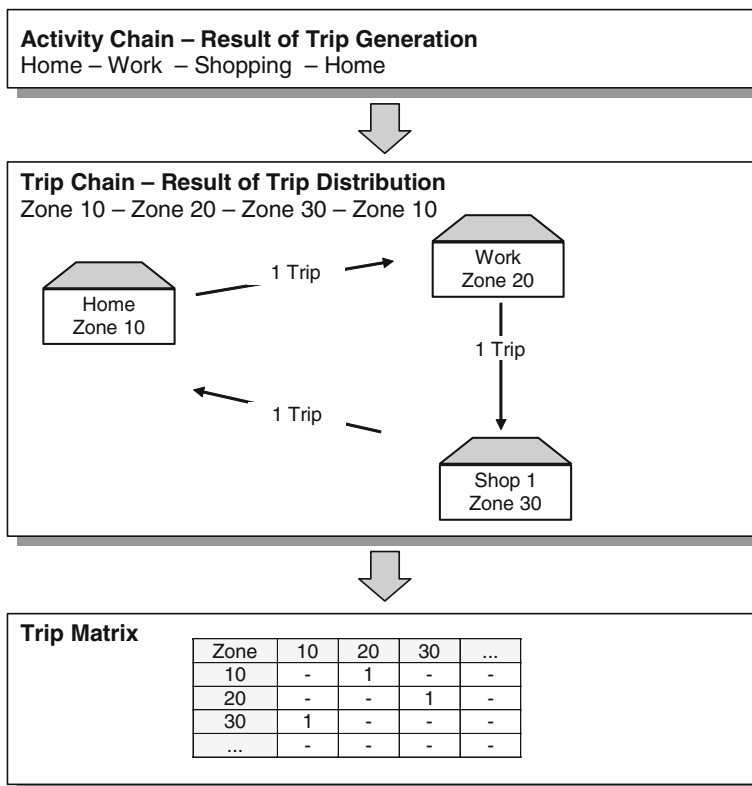 Activity Chain – Result of Trip Generation
Home – Work – Shopping – Home
Trip Chain – Result of Trip Distribution
Zone 10 – Zone 20 – Zone 30 – Zone 10
Work
Zone 20
1 Trip
Home
Zone 10
1 Trip
1 Trip
Shop 1
Zone 30
Trip Matrix
Zone 10 20 30 ...
10 - 1 - -
20 - - 1 -
30 1 - - -
... - - - -